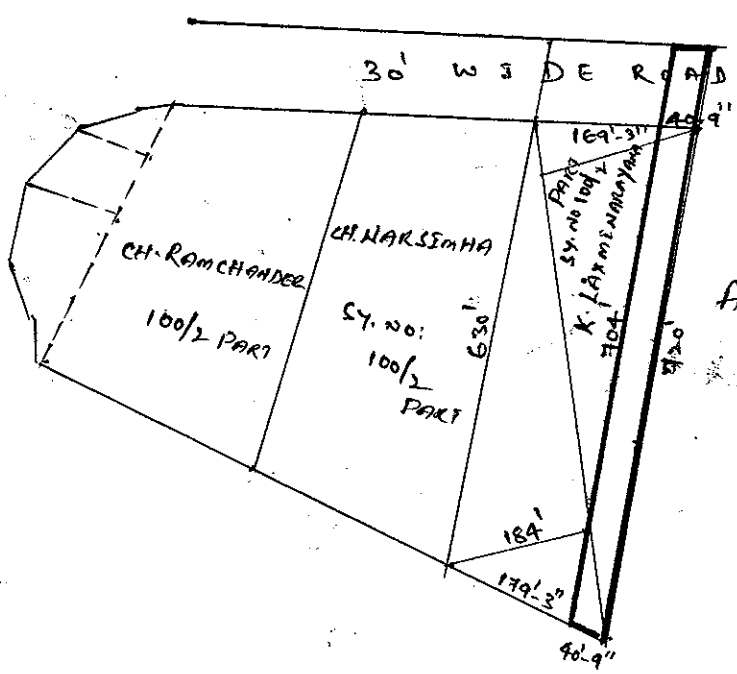 30' WIDE ROAD
40'-9"
169'-3"
PART
SY. NO 100/2
K. LAXMINARAYANA
704'
CH. NARSIMHA
SY. NO:
100/2
PART
630'
CH. RAMCHANDER
100/2 PART
184'
179'-3"
40'-9"